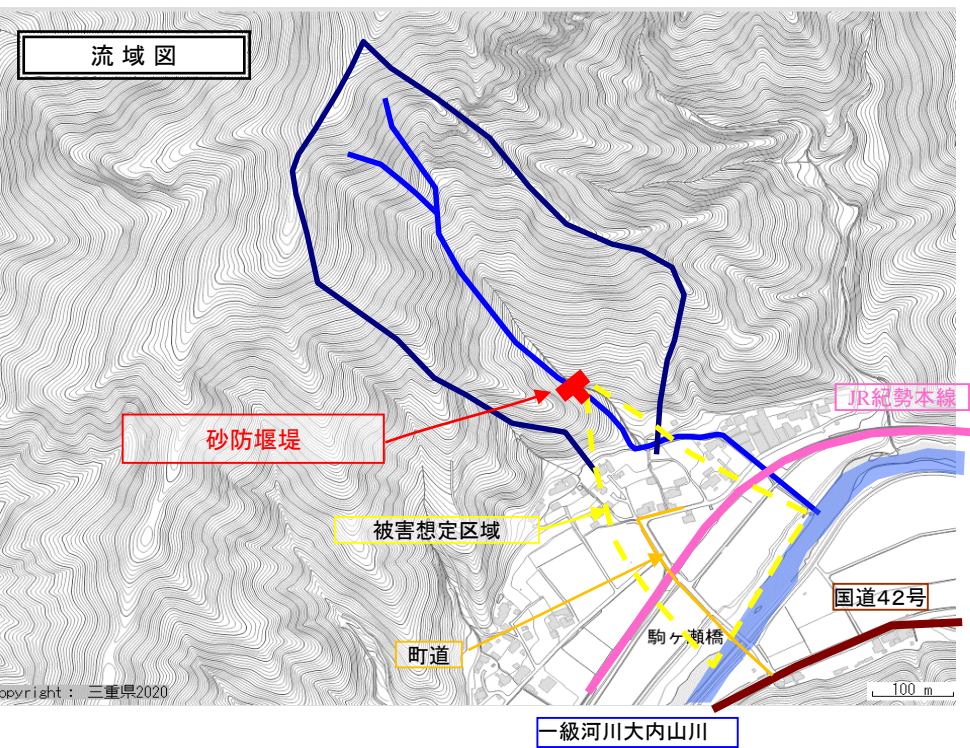 流域図
JR紀勢本線
砂防堰堤
被害想定区域
国道42号
駒ヶ瀬橋
町道
opyright： 三重県2020
100 m
一級河川大内山川